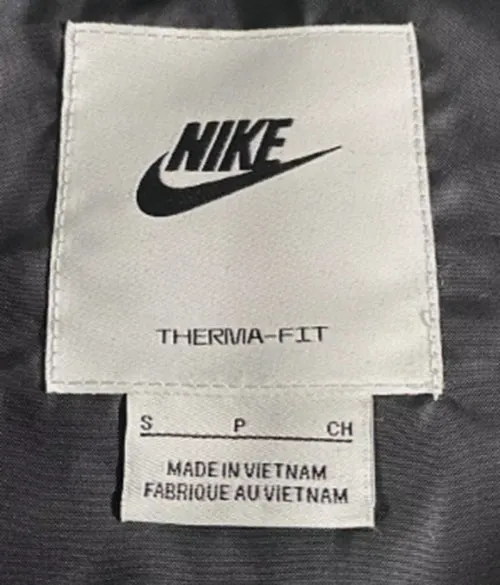 NIKE
THERMA-FIT
S P CH
MADE IN VIETNAM
FABRIQUE AU VIETNAM